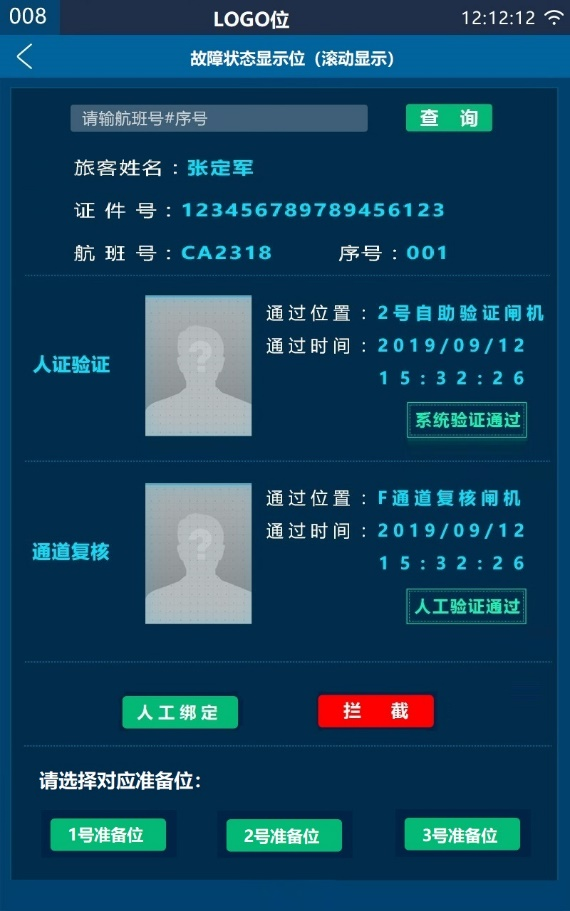 008 LOGO位 12:12:12
故障状态显示位（滚动显示）
请输航班号#序号 查 询
旅客姓名：张定军
证 件 号：123456789789456123
航 班 号：CA2318 序号：001
人证验证
?
通过位置：2号自助验证闸机
通过时间：2019/09/12
15:32:26
系统验证通过
通道复核
?
通过位置：F通道复核闸机
通过时间：2019/09/12
15:32:26
人工验证通过
人工绑定 拦 截
请选择对应准备位：
1号准备位 2号准备位 3号准备位